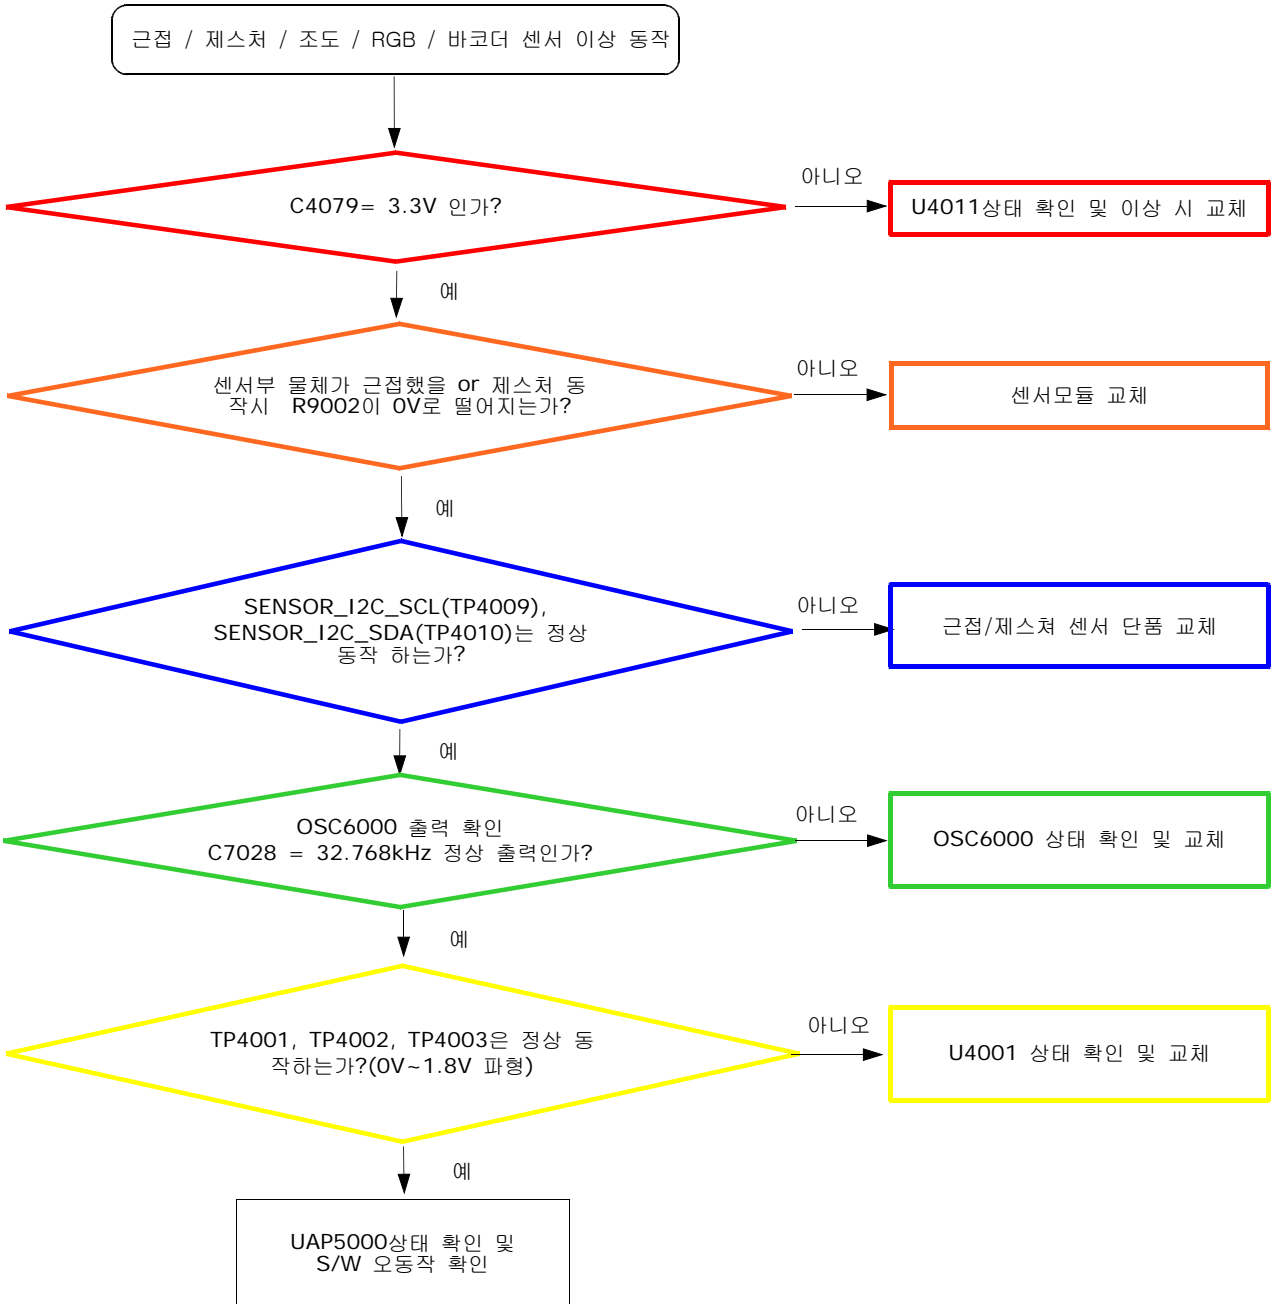 근접 / 제스처 / 조도 / RGB / 바코더 센서 이상 동작
C4079= 3.3V 인가?
아니오
U4011상태 확인 및 이상 시 교체
예
센서부 물체가 근접했을 or 제스처 동
작시 R9002이 0V로 떨어지는가?
아니오
센서모듈 교체
예
SENSOR_I2C_SCL(TP4009),
SENSOR_I2C_SDA(TP4010)는 정상
동작 하는가?
아니오
근접/제스쳐 센서 단품 교체
예
OSC6000 출력 확인
C7028 = 32.768kHz 정상 출력인가?
아니오
OSC6000 상태 확인 및 교체
예
TP4001, TP4002, TP4003은 정상 동
작하는가?(0V~1.8V 파형)
아니오
U4001 상태 확인 및 교체
예
UAP5000상태 확인 및
S/W 오동작 확인